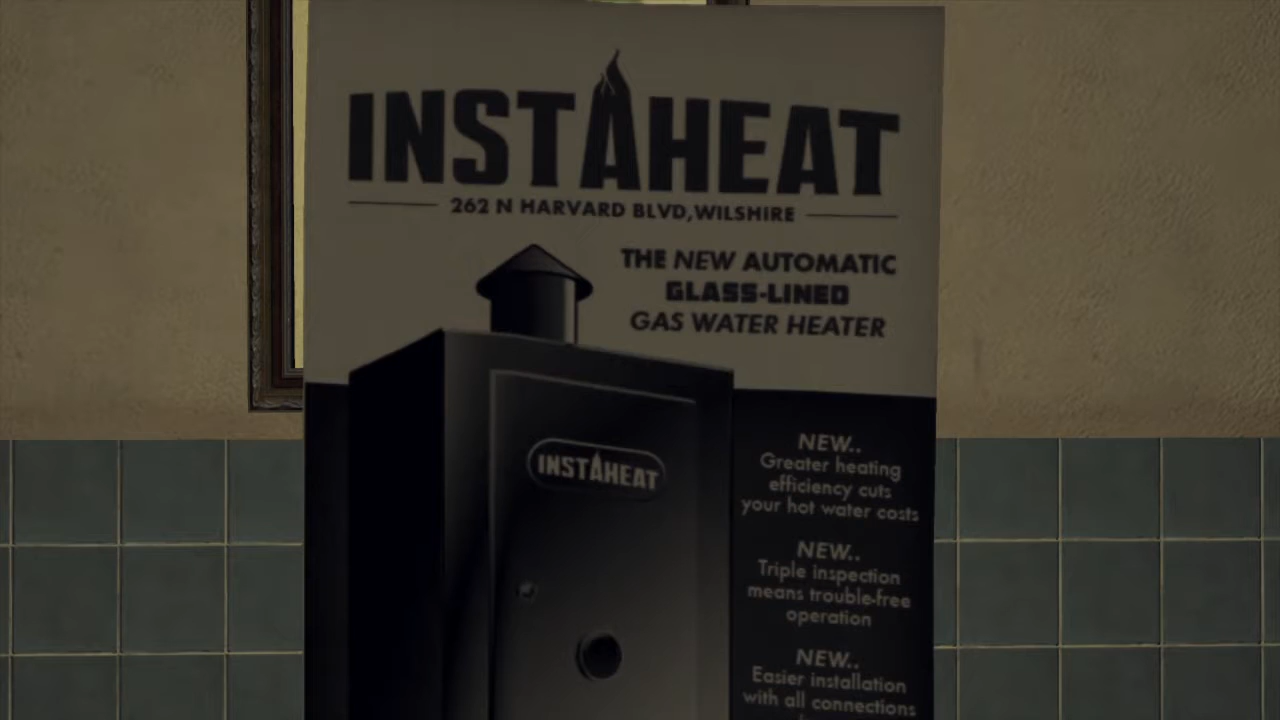 INSTAHEAT
262 N HARVARD BLVD, WILSHIRE
THE NEW AUTOMATIC
GLASS-LINED
GAS WATER HEATER
INSTAHEAT
NEW..
Greater heating
efficiency cuts
your hot water costs
NEW..
Triple inspection
means trouble-free
operation
NEW..
Easier installation
with all connections